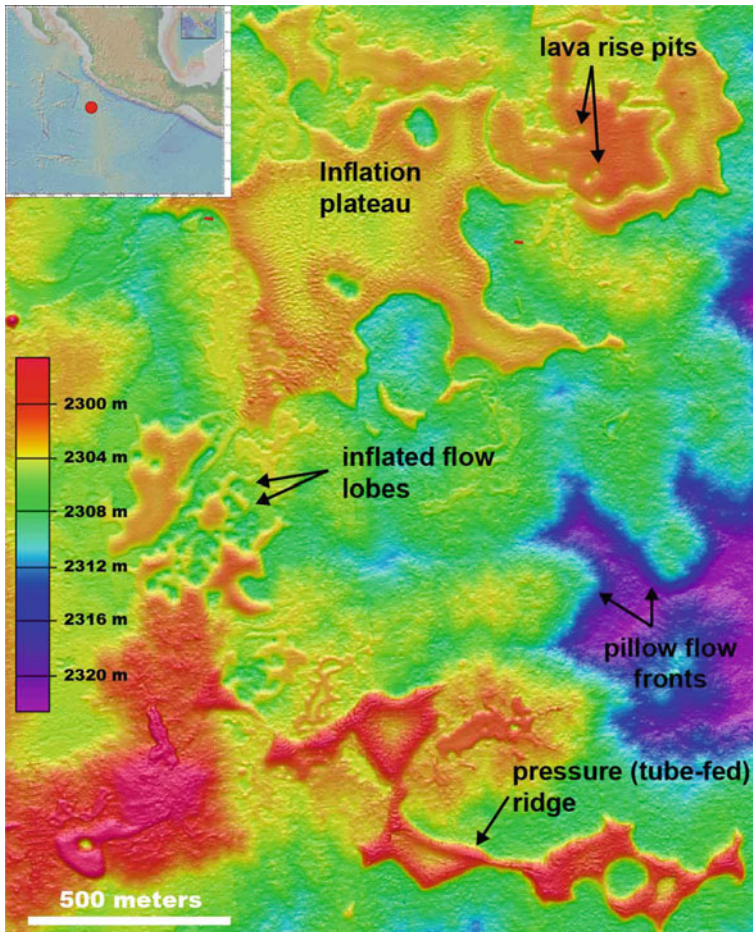 lava rise pits
Inflation
plateau
2300 m
2304 m
2308 m
2312 m
2316 m
2320 m
inflated flow
lobes
pillow flow
fronts
pressure (tube-fed)
ridge
500 meters